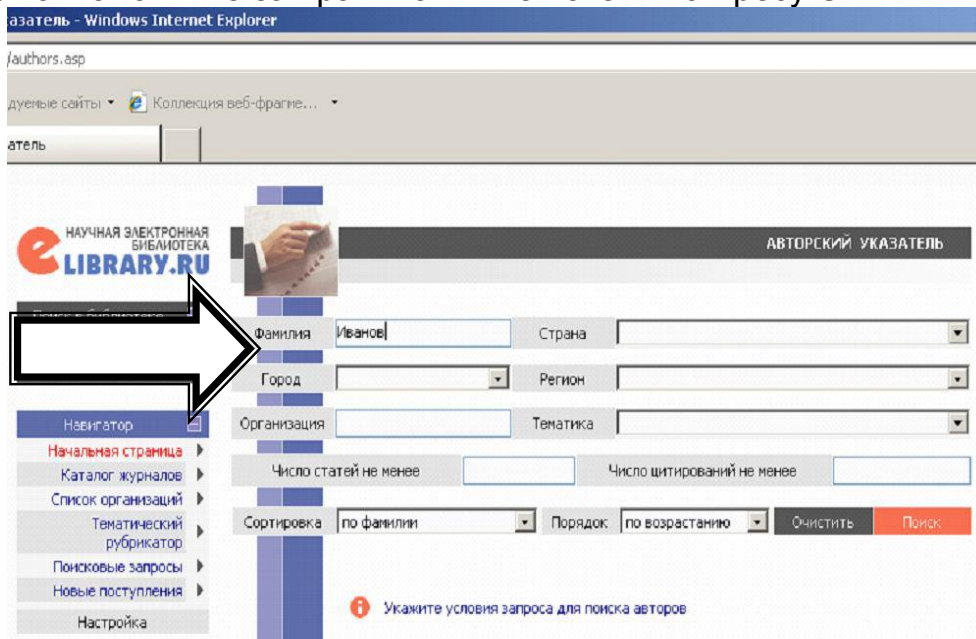 азатель - Windows Internet Explorer
/authors.asp
дуемые сайты Коллекция веб-фрагме...
атель
НАУЧНАЯ ЭЛЕКТРОННАЯ
БИБЛИОТЕКА
eLIBRARY.RU
АВТОРСКИЙ УКАЗАТЕЛЬ
Фамилия Иванов Страна
Город Регион
Организация Тематика
Число статей не менее Число цитирований не менее
Сортировка по фамилии Порядок по возрастанию Очистить Поиск
Укажите условия запроса для поиска авторов
Навигатор
Начальная страница
Каталог журналов
Список организаций
Тематический
рубрикатор
Поисковые запросы
Новые поступления
Настройка